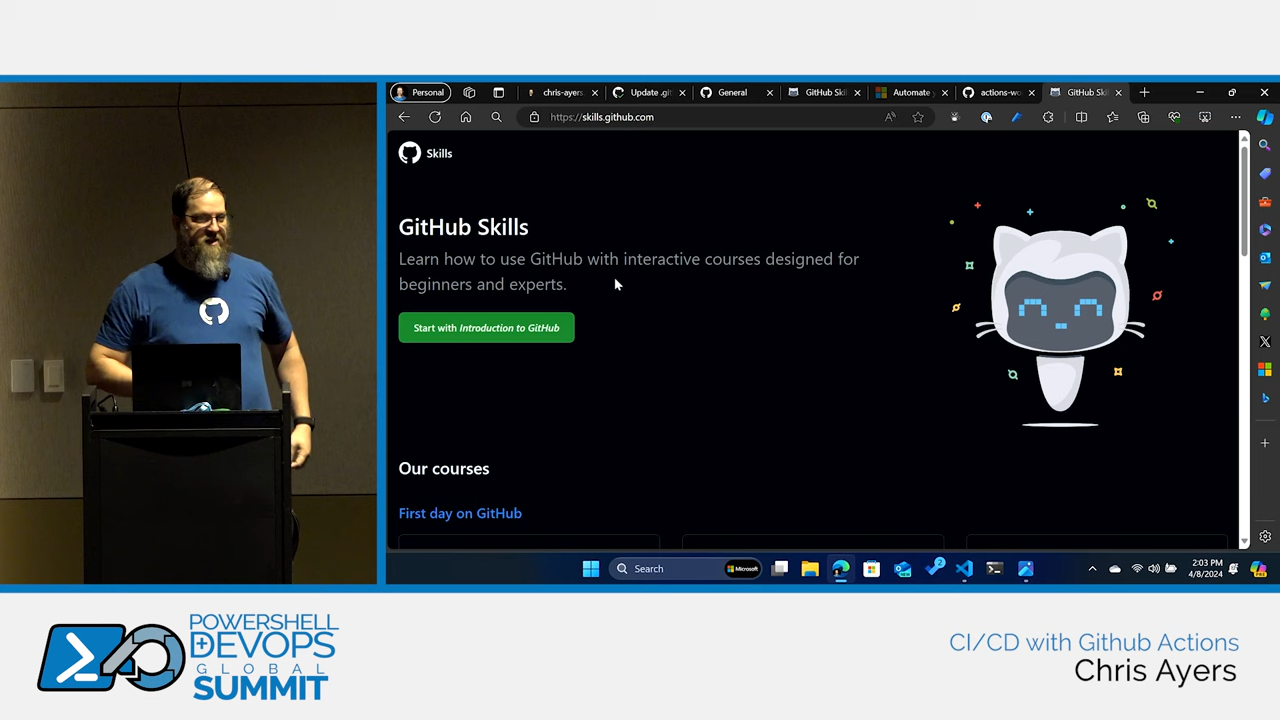 Personal
chris-ayers.
Update .git
General
GitHub Skil
Automate y
actions-wo
GitHub Skil
https://skills.github.com
Skills
GitHub Skills
Learn how to use GitHub with interactive courses designed for
beginners and experts.
Start with Introduction to GitHub
Our courses
First day on GitHub
Search
Microsoft
2:03 PM
4/8/2024
POWERSHELL
+DEVOPS
GLOBAL
SUMMIT
CI/CD with Github Actions
Chris Ayers